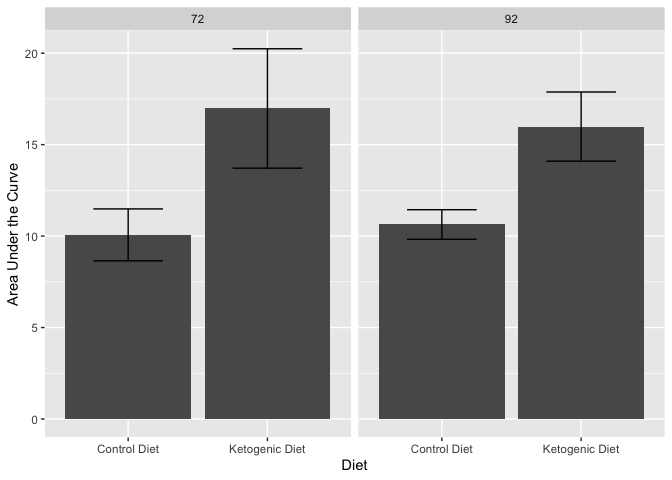 72
92
20
15
10
5
0
Area Under the Curve
Control Diet
Ketogenic Diet
Control Diet
Ketogenic Diet
Diet